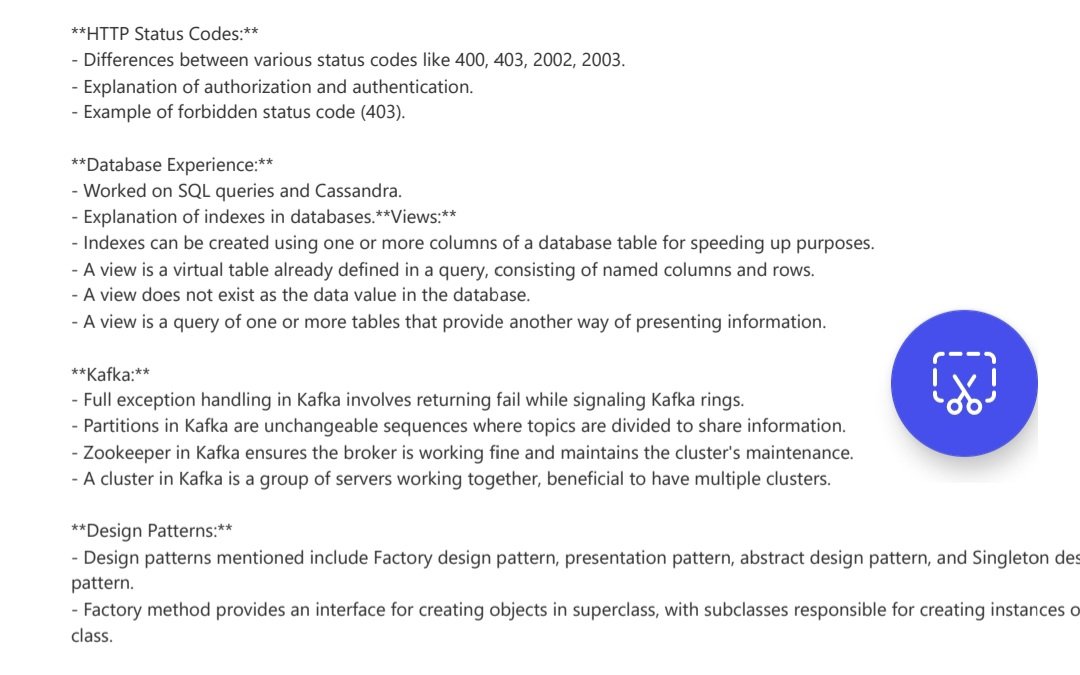 **HTTP Status Codes:**
- Differences between various status codes like 400, 403, 2002, 2003.
- Explanation of authorization and authentication.
- Example of forbidden status code (403).
**Database Experience:**
- Worked on SQL queries and Cassandra.
- Explanation of indexes in databases.**Views:**
- Indexes can be created using one or more columns of a database table for speeding up purposes.
- A view is a virtual table already defined in a query, consisting of named columns and rows.
- A view does not exist as the data value in the database.
- A view is a query of one or more tables that provide another way of presenting information.
**Kafka:**
- Full exception handling in Kafka involves returning fail while signaling Kafka rings.
- Partitions in Kafka are unchangeable sequences where topics are divided to share information.
- Zookeeper in Kafka ensures the broker is working fine and maintains the cluster's maintenance.
- A cluster in Kafka is a group of servers working together, beneficial to have multiple clusters.
**Design Patterns:**
- Design patterns mentioned include Factory design pattern, presentation pattern, abstract design pattern, and Singleton des
pattern.
- Factory method provides an interface for creating objects in superclass, with subclasses responsible for creating instances o
class.